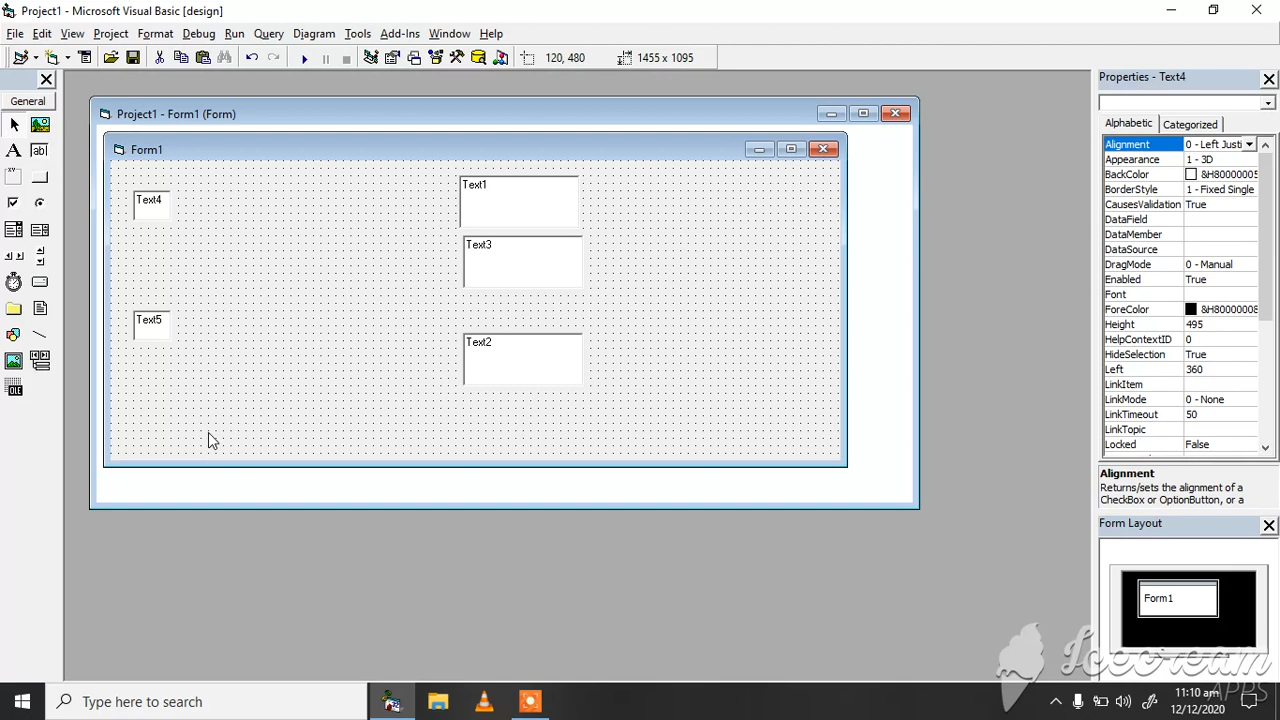 Project1 - Microsoft Visual Basic [design]
File Edit View Project Format Debug Run Query Diagram Tools Add-Ins Window Help
120, 480 1455 x 1095
General
Project1 - Form1 (Form)
Form1
Text4
Text1
Text3
Text5
Text2
Properties - Text4
Alphabetic Categorized
Alignment 0 - Left Justi
Appearance 1 - 3D
BackColor &H80000005
BorderStyle 1 - Fixed Single
CausesValidation True
DataField
DataMember
DataSource
DragMode 0 - Manual
Enabled True
Font
ForeColor &H80000008
Height 495
HelpContextID 0
HideSelection True
Left 360
LinkItem
LinkMode 0 - None
LinkTimeout 50
LinkTopic
Locked False
Alignment
Returns/sets the alignment of a
CheckBox or OptionButton, or a
Form Layout
Form1
Icecream
APPS
Type here to search
11:10 am
12/12/2020